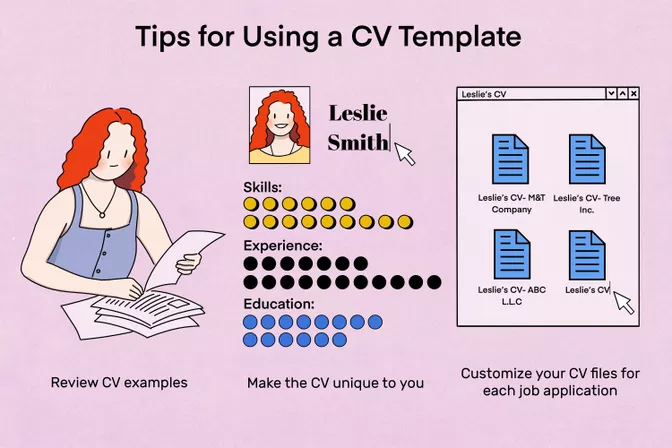 Tips for Using a CV Template
Leslie
Smith
Skills:
Experience:
Education:
Leslie's CV
Leslie's CV- M&T
Company
Leslie's CV- Tree
Inc.
Leslie's CV- ABC
L.L.C
Leslie's CV
Review CV examples
Make the CV unique to you
Customize your CV files for
each job application